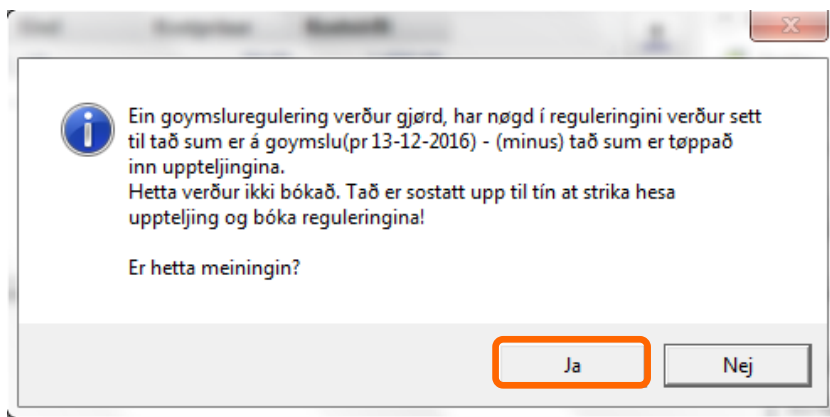 Ein goymsluregulering verður gjørd, har nøgd í reguleringini verður sett
til tað sum er á goymslu(pr 13-12-2016) - (minus) tað sum er tøppað
inn uppteljingina.
Hetta verður ikki bókað. Tað er sostatt upp til tín at strika hesa
uppteljing og bóka reguleringina!
Er hetta meiningin?
Ja
Nej